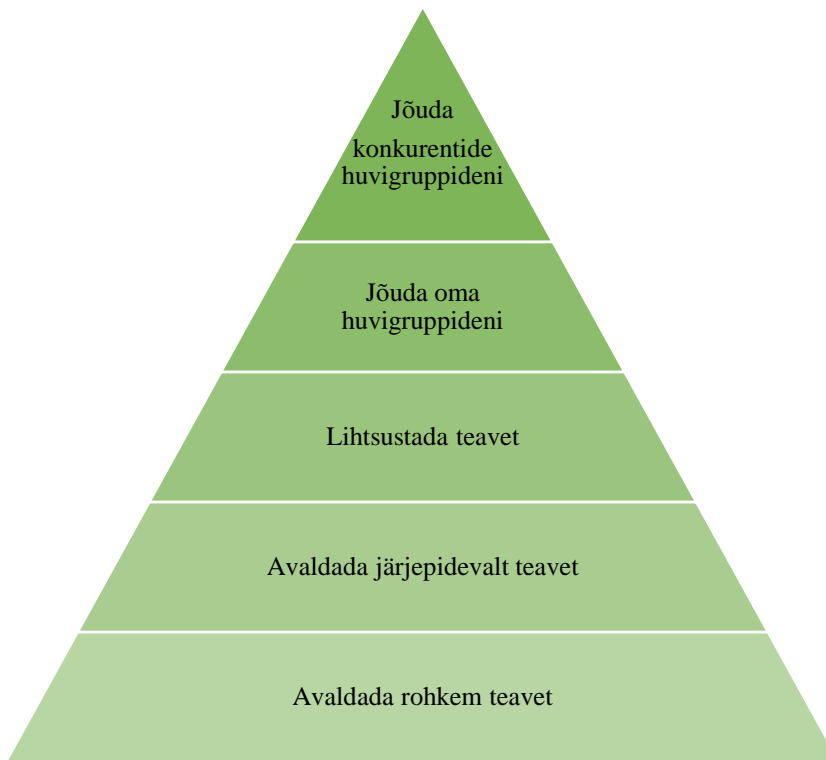 Jõuda
konkurentide
huvigruppideni
Jõuda oma
huvigruppideni
Lihtsustada teavet
Avaldada järjepidevalt teavet
Avaldada rohkem teavet